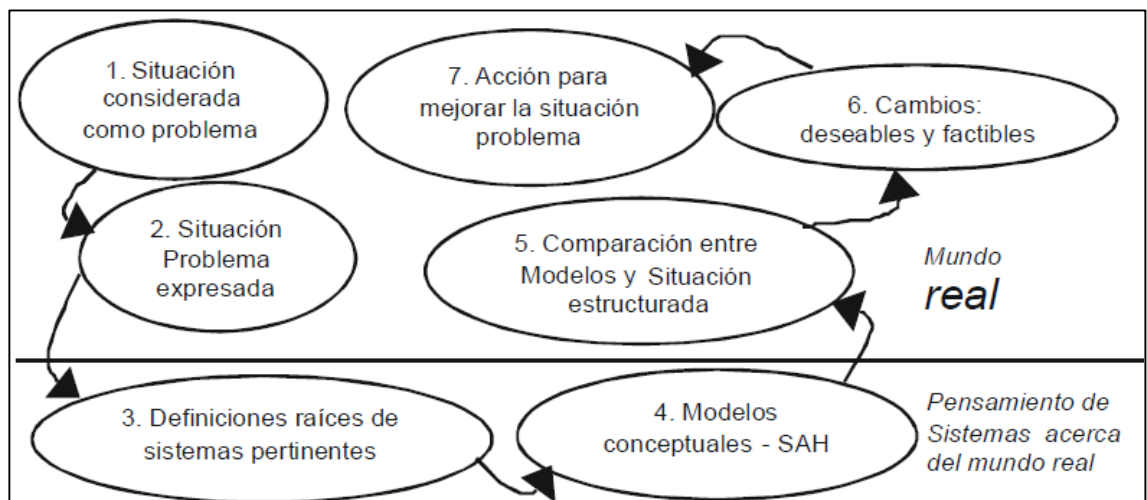 1. Situación
considerada
como problema
2. Situación
Problema
expresada
3. Definiciones raíces de
sistemas pertinentes
4. Modelos
conceptuales - SAH
5. Comparación entre
Modelos y Situación
estructurada
6. Cambios:
deseables y factibles
7. Acción para
mejorar la situación
problema
Mundo
real
Pensamiento de
Sistemas acerca
del mundo real